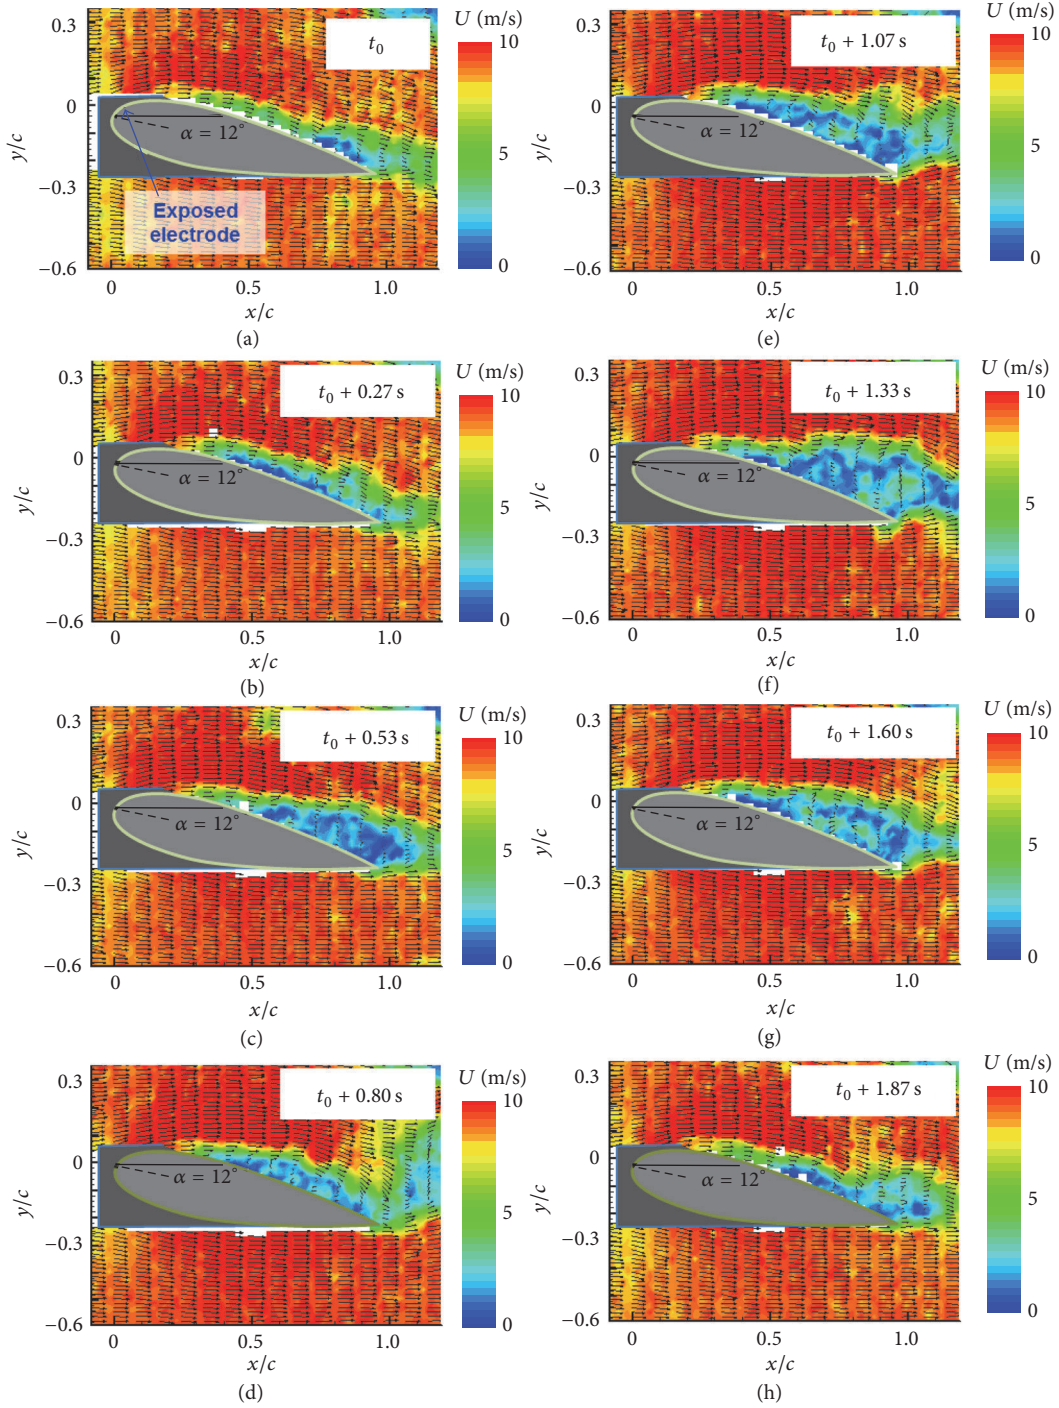 U (m/s)
10
5
0
0.3
0
−0.3
−0.6
y/c
t0
α = 12°
Exposed
electrode
0
0.5
1.0
x/c
(a)
U (m/s)
10
5
0
0.3
0
−0.3
−0.6
y/c
t0 + 1.07 s
α = 12°
0
0.5
1.0
x/c
(e)
U (m/s)
10
5
0
0.3
0
−0.3
−0.6
y/c
t0 + 0.27 s
α = 12°
0
0.5
1.0
x/c
(b)
U (m/s)
10
5
0
0.3
0
−0.3
−0.6
y/c
t0 + 1.33 s
α = 12°
0
0.5
1.0
x/c
(f)
U (m/s)
10
5
0
0.3
0
−0.3
−0.6
y/c
t0 + 0.53 s
α = 12°
0
0.5
1.0
x/c
(c)
U (m/s)
10
5
0
0.3
0
−0.3
−0.6
y/c
t0 + 1.60 s
α = 12°
0
0.5
1.0
x/c
(g)
U (m/s)
10
5
0
0.3
0
−0.3
−0.6
y/c
t0 + 0.80 s
α = 12°
0
0.5
1.0
x/c
(d)
U (m/s)
10
5
0
0.3
0
−0.3
−0.6
y/c
t0 + 1.87 s
α = 12°
0
0.5
1.0
x/c
(h)